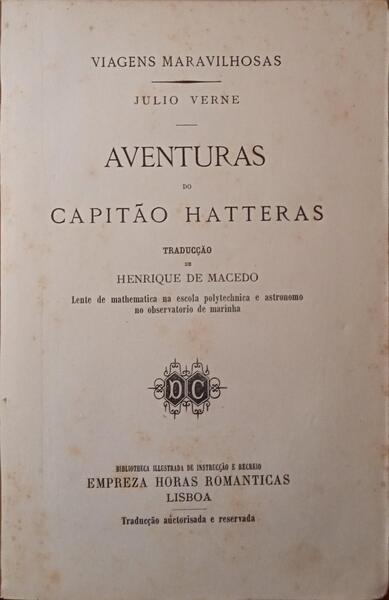 VIAGENS MARAVILHOSAS
JULIO VERNE
AVENTURAS
DO
CAPITÃO HATTERAS
TRADUCÇÃO
DE
HENRIQUE DE MACEDO
Lente de mathematica na escola polytechnica e astronomo
no observatorio de marinha
DC
BIBLIOTHECA ILLUSTRADA DE INSTRUCÇÃO E RECREIO
EMPREZA HORAS ROMANTICAS
LISBOA
Traducção auctorisada e reservada